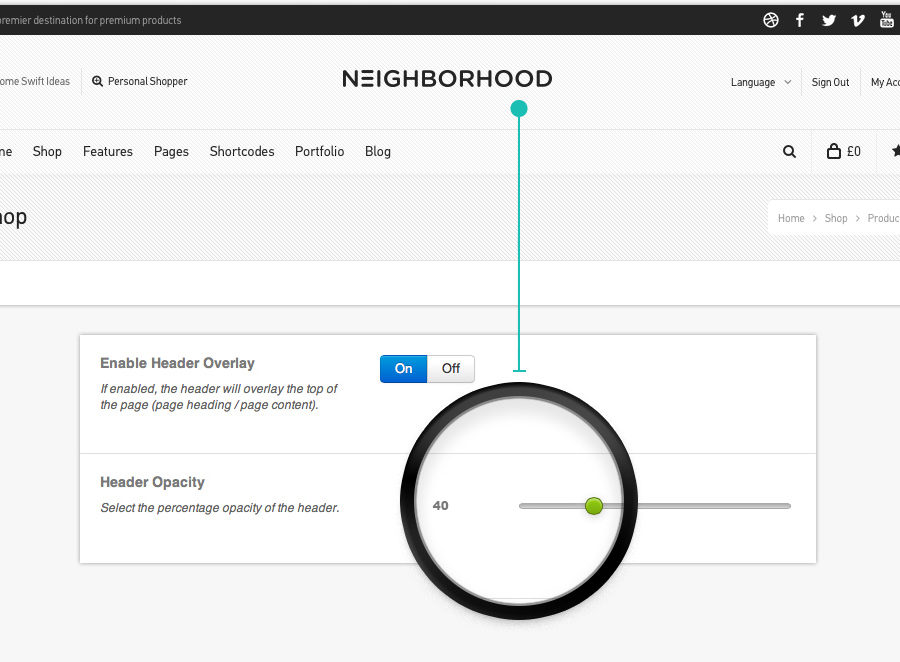 premier destination for premium products
You
Tube
ome Swift Ideas
Personal Shopper
NEIGHBORHOOD
Language
Sign Out
My Acc
ne
Shop
Features
Pages
Shortcodes
Portfolio
Blog
£0
hop
Home > Shop > Produc
Enable Header Overlay
On
Off
If enabled, the header will overlay the top of
the page (page heading / page content).
Header Opacity
40
Select the percentage opacity of the header.